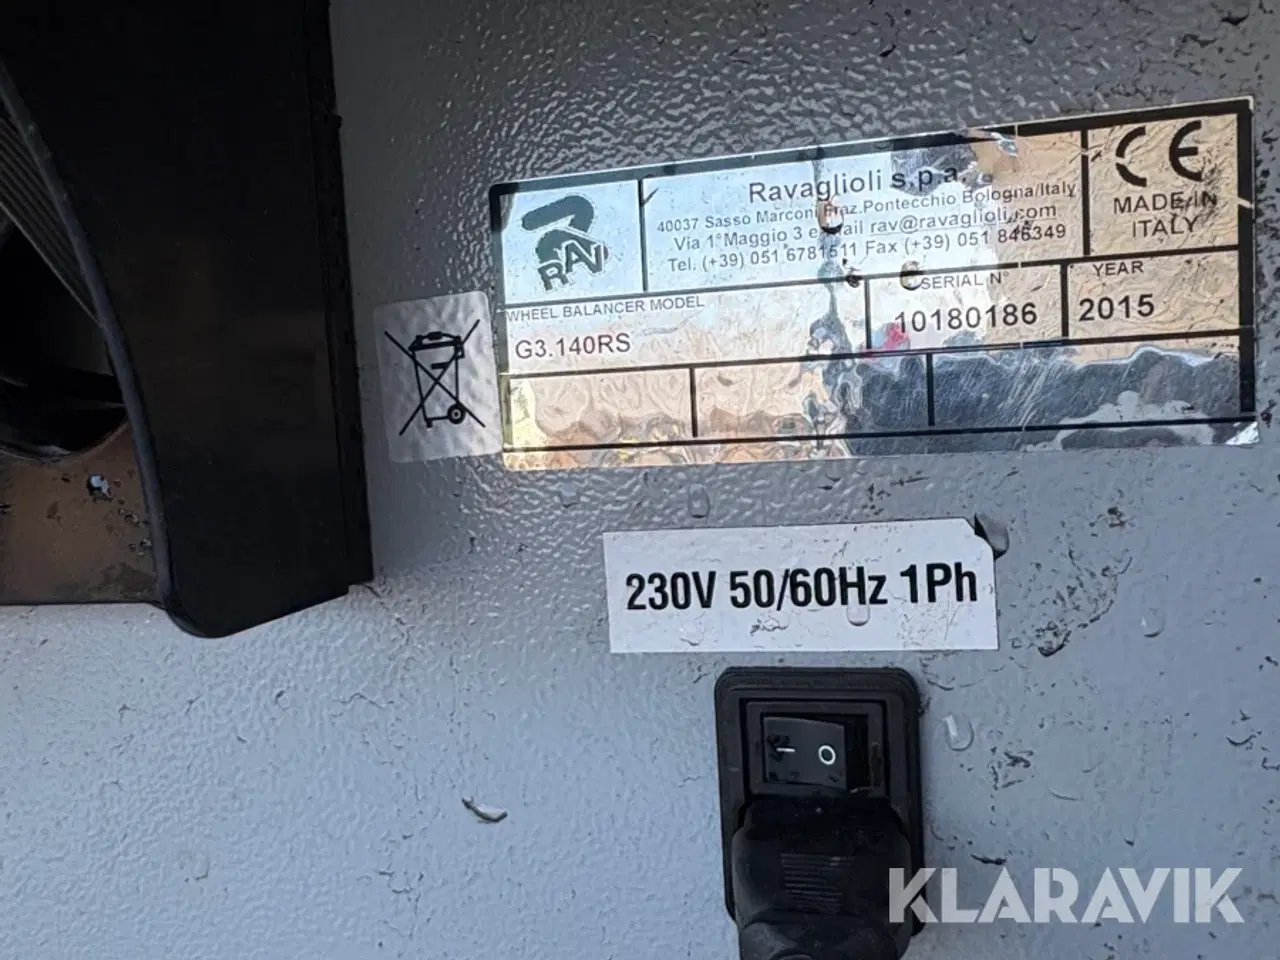 RAV
Ravaglioli s.p.a.
40037 Sasso Marconi Fraz.Pontecchio Bologna/Italy
Via 1°Maggio 3 e-mail rav@ravaglioli.com
Tel. (+39) 051 6781511 Fax (+39) 051 846349
CE
MADE IN
ITALY
WHEEL BALANCER MODEL
G3.140RS
SERIAL N°
10180186
YEAR
2015
230V 50/60Hz 1Ph
I O
KLARAVIK